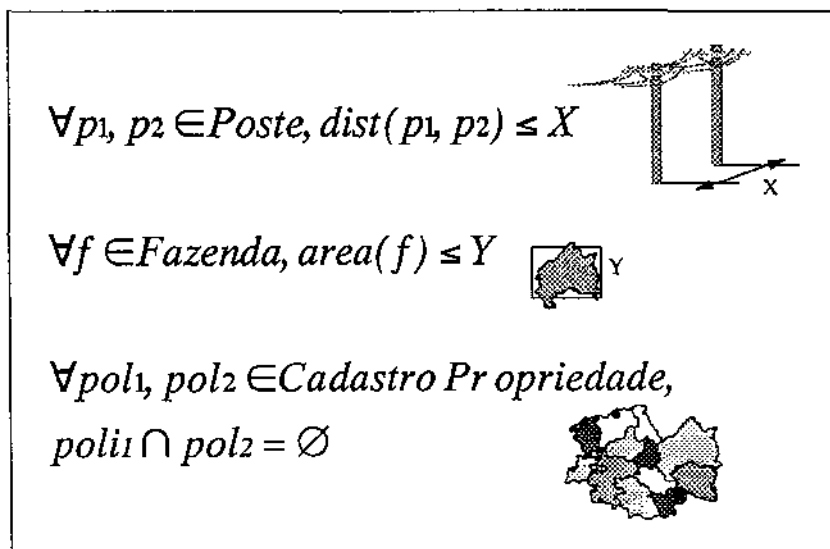 ∀p1, p2 ∈Poste, dist(p1, p2) ≤ X
X
∀f ∈Fazenda, area(f) ≤ Y
Y
∀pol1, pol2 ∈Cadastro Pr opriedade,
poli1 ∩ pol2 = ∅